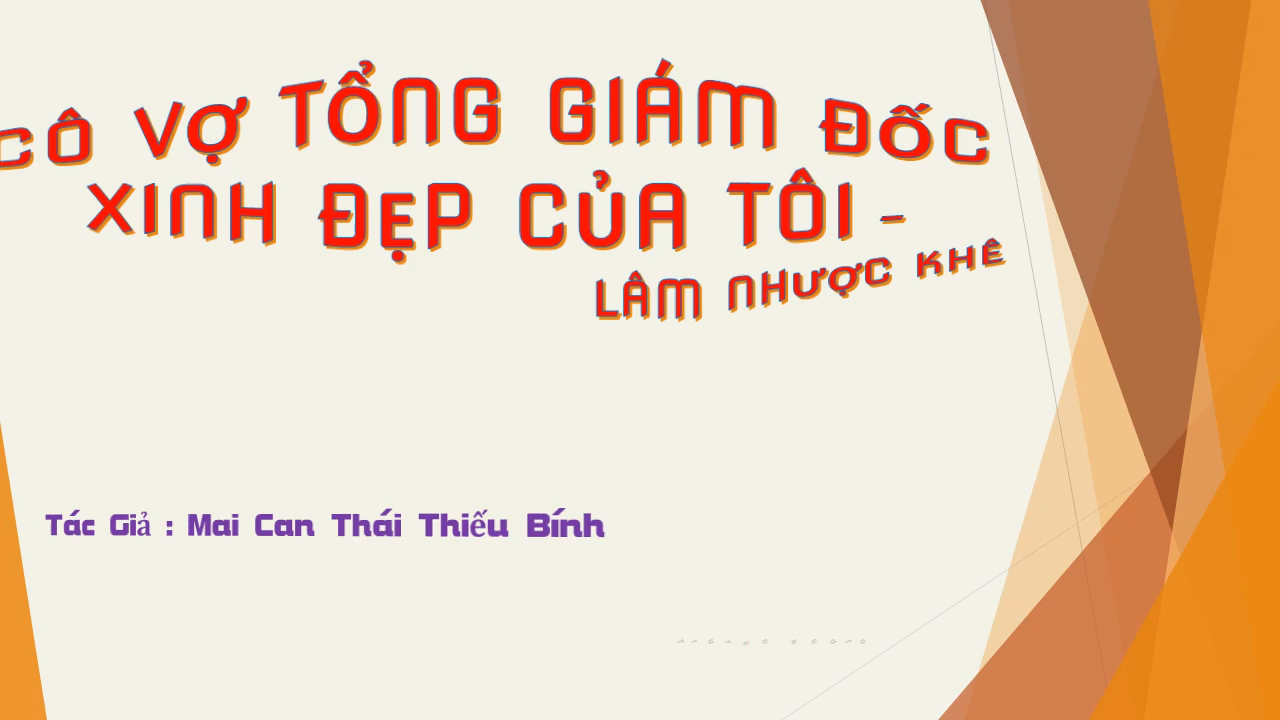 CÔ VỢ TỔNG GIÁM ĐỐC
XINH ĐẸP CỦA TÔI -
LÂM NHƯỢC KHÊ
Tác Giả : Mai Can Thái Thiếu Bính